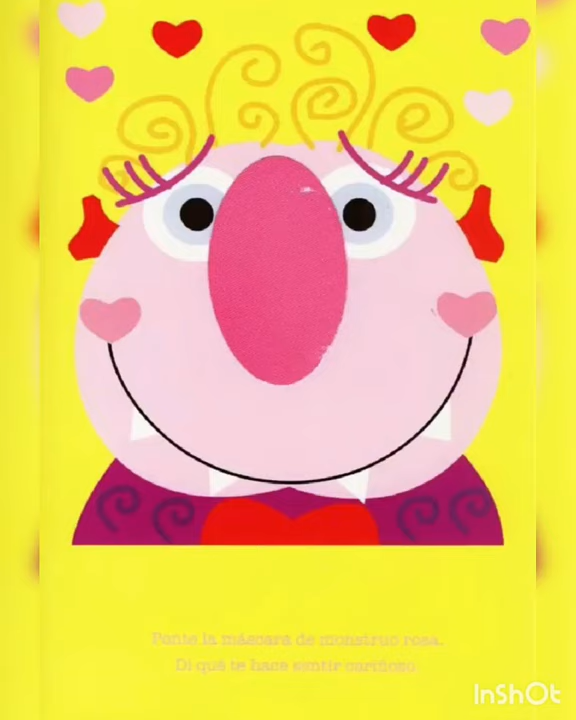 Ponte la máscara de monstruo rosa.
Di qué te hace sentir cariñoso.
InShOt